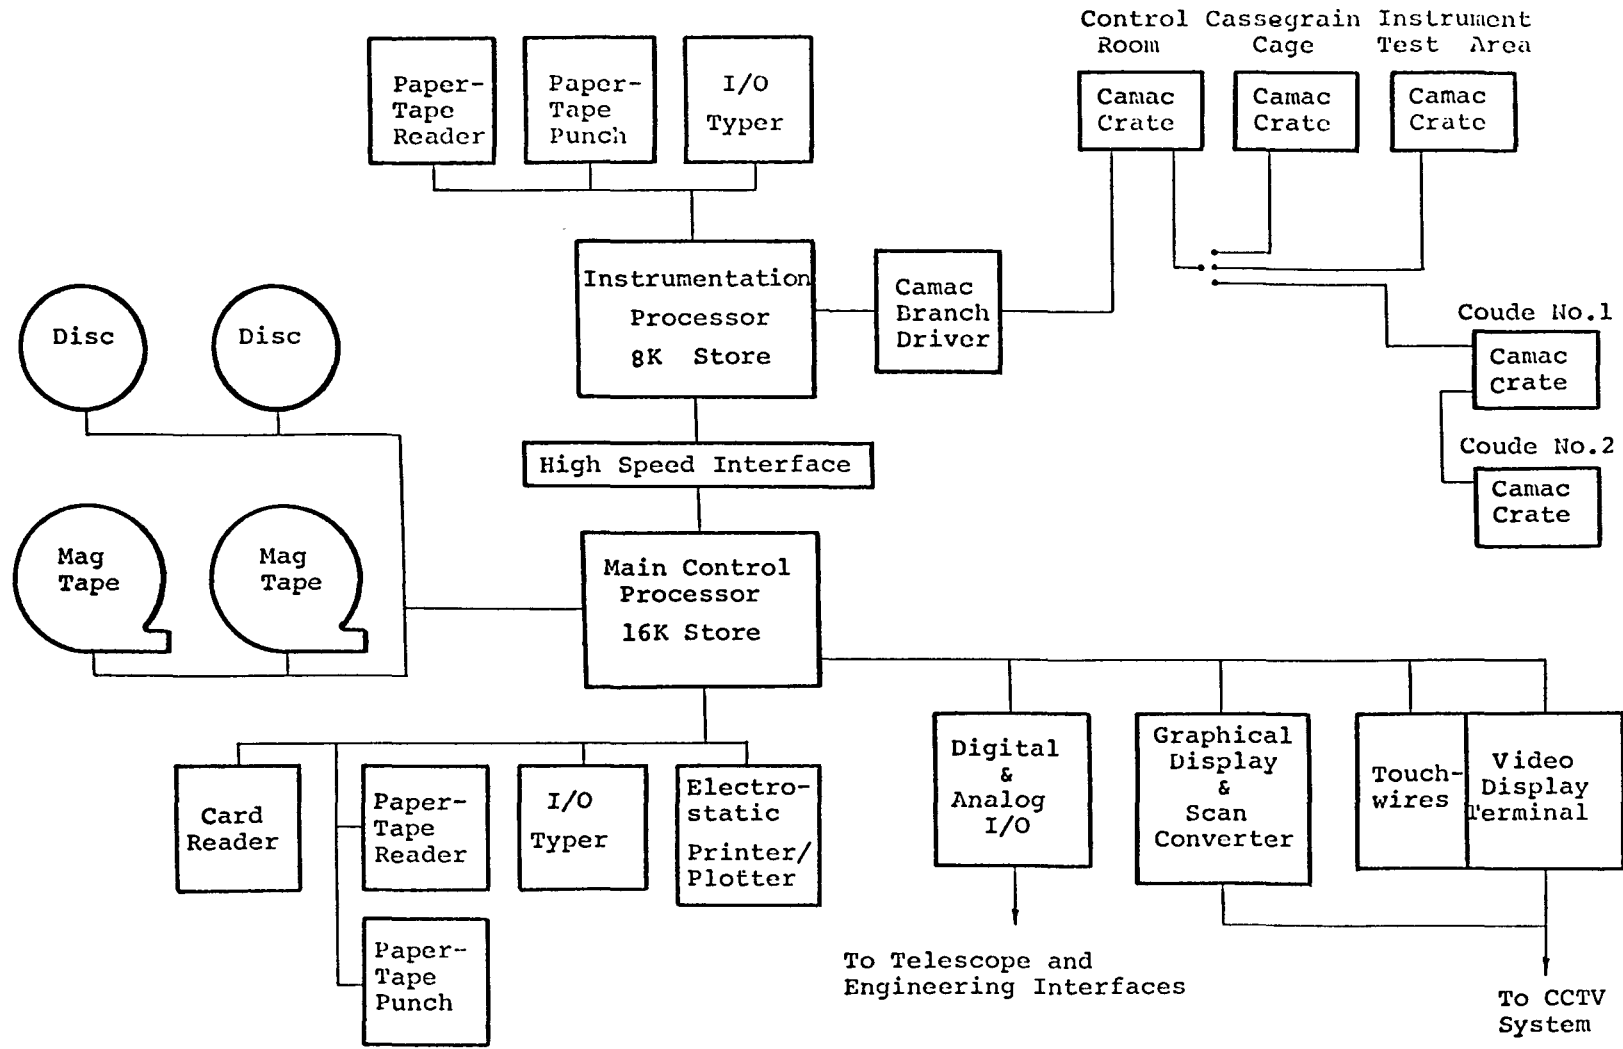 Control Cassegrain Instrument
Room Cage Test Area
Paper-
Tape
Reader
Paper-
Tape
Punch
I/O
Typer
Camac
Crate
Camac
Crate
Camac
Crate
Instrumentation
Processor
8K Store
Camac
Branch
Driver
Disc
Disc
Coude No.1
Camac
Crate
High Speed Interface
Coude No.2
Camac
Crate
Mag
Tape
Mag
Tape
Main Control
Processor
16K Store
Card
Reader
Paper-
Tape
Reader
I/O
Typer
Electro-
static
Printer/
Plotter
Paper-
Tape
Punch
Digital
&
Analog
I/O
Graphical
Display
&
Scan
Converter
Touch-
wires
Video
Display
Terminal
To Telescope and
Engineering Interfaces
To CCTV
System